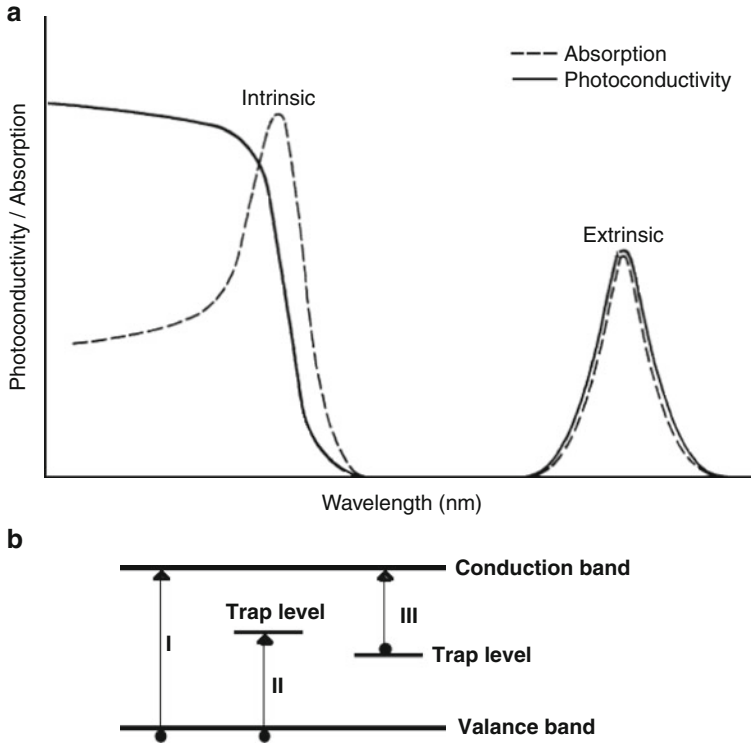 a
Absorption
Photoconductivity
Intrinsic
Extrinsic
Photoconductivity / Absorption
Wavelength (nm)
b
Conduction band
Trap level
III
I
Trap level
II
Valance band